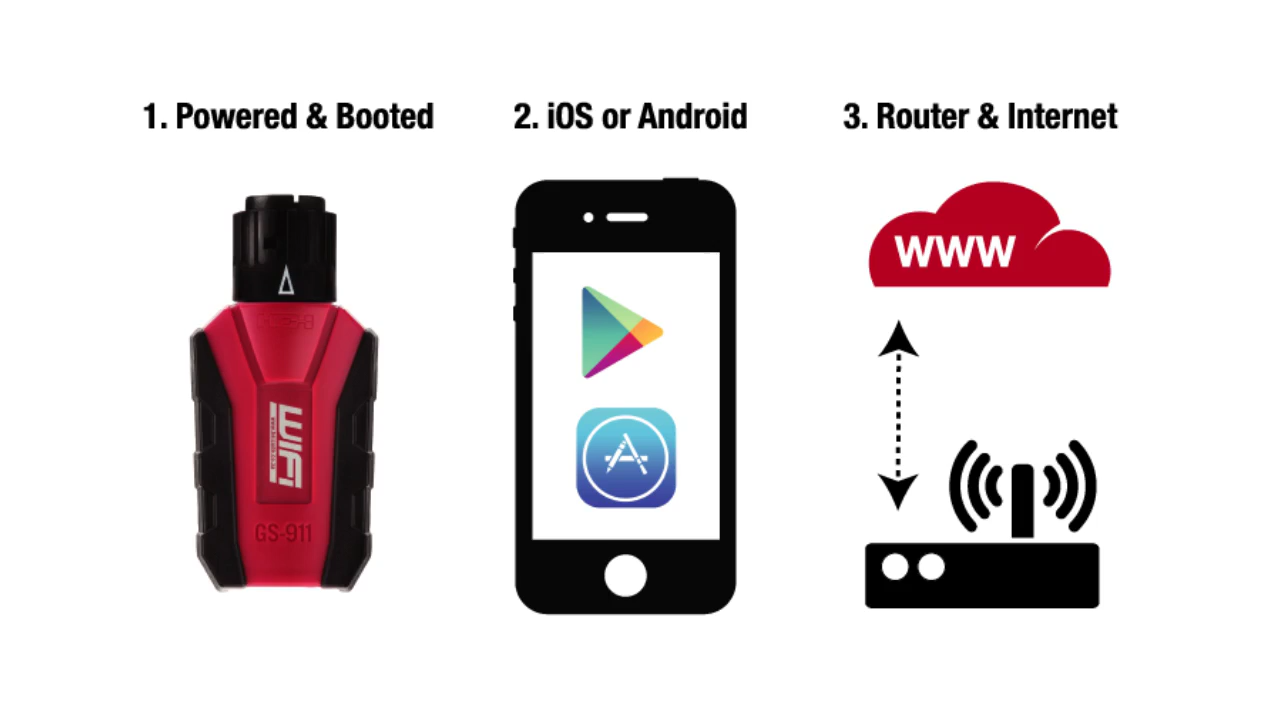 1. Powered & Booted
2. iOS or Android
3. Router & Internet
WiFi
GS-911
WWW